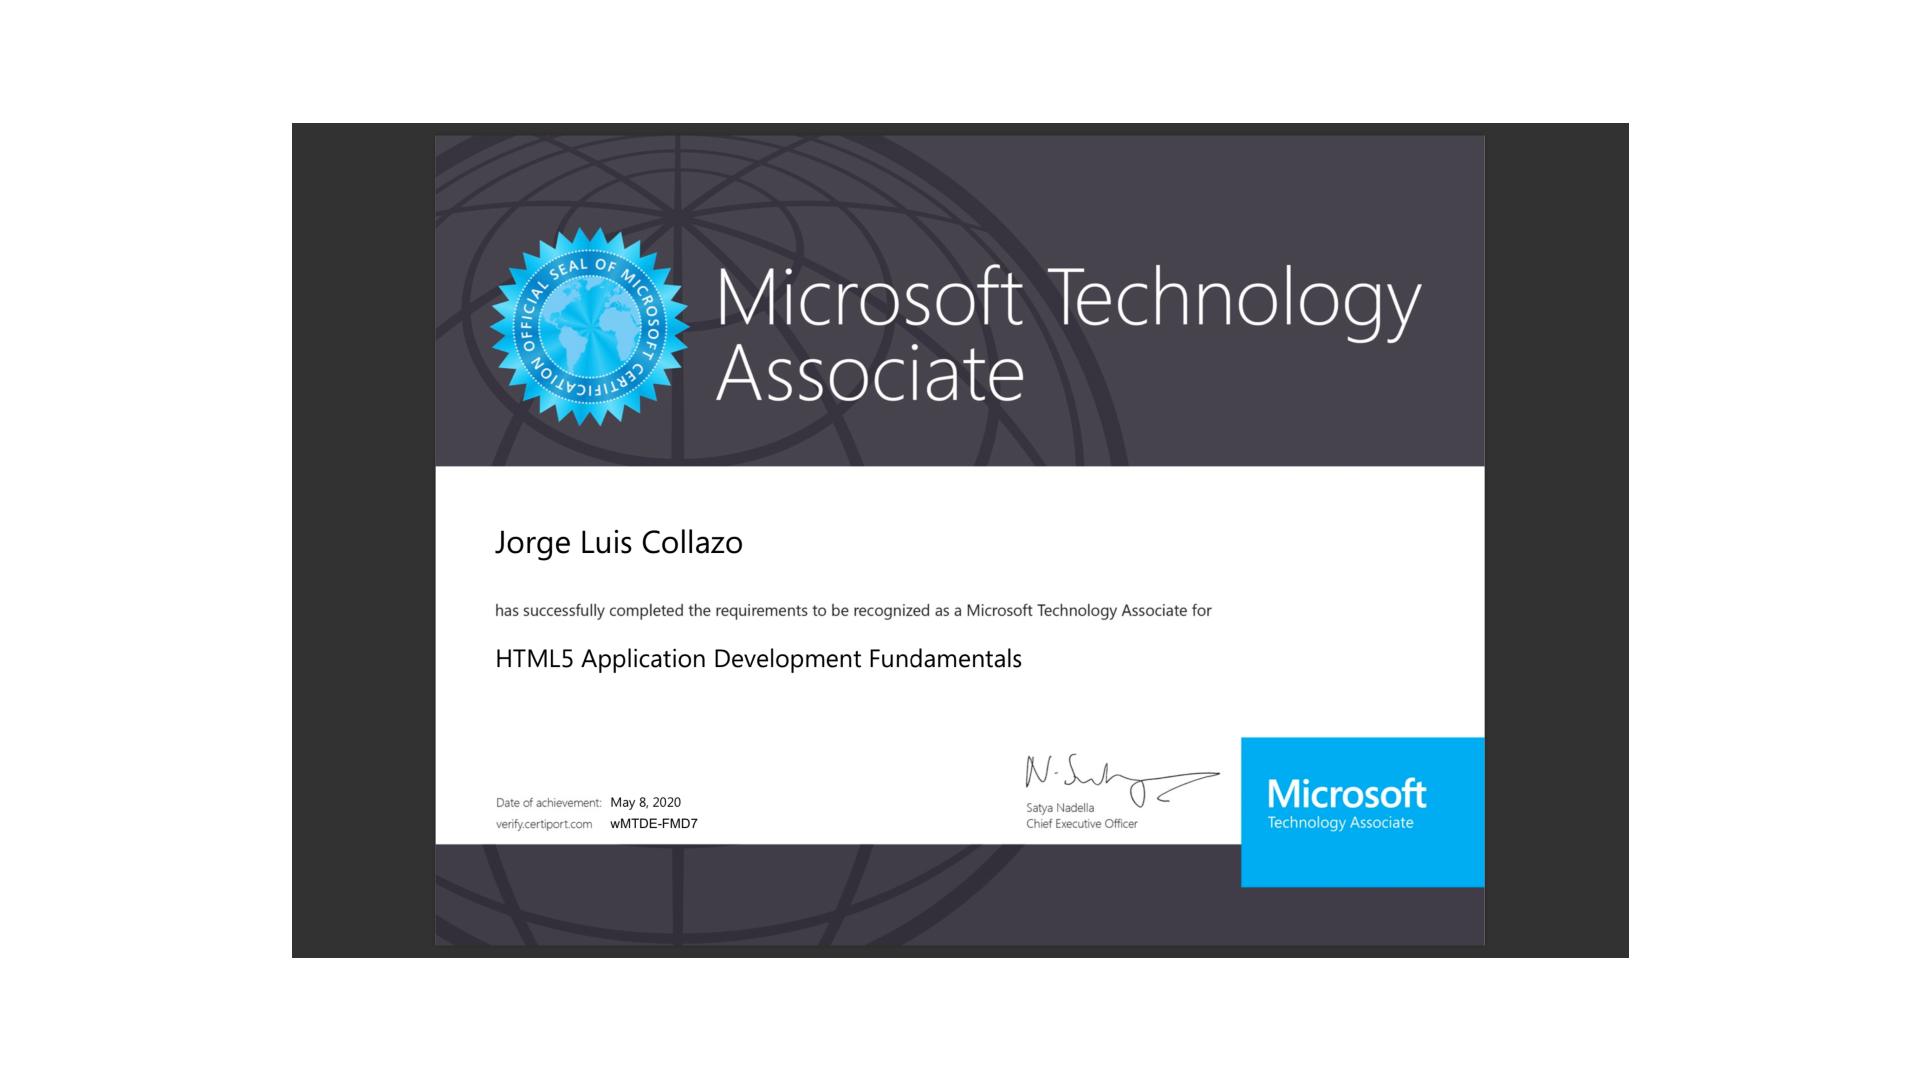 OFFICIAL SEAL OF MICROSOFT CERTIFICATION
Microsoft Technology
Associate
Jorge Luis Collazo
has successfully completed the requirements to be recognized as a Microsoft Technology Associate for
HTML5 Application Development Fundamentals
Date of achievement: May 8, 2020
verify.certiport.com wMTDE-FMD7
Satya Nadella
Chief Executive Officer
Microsoft
Technology Associate